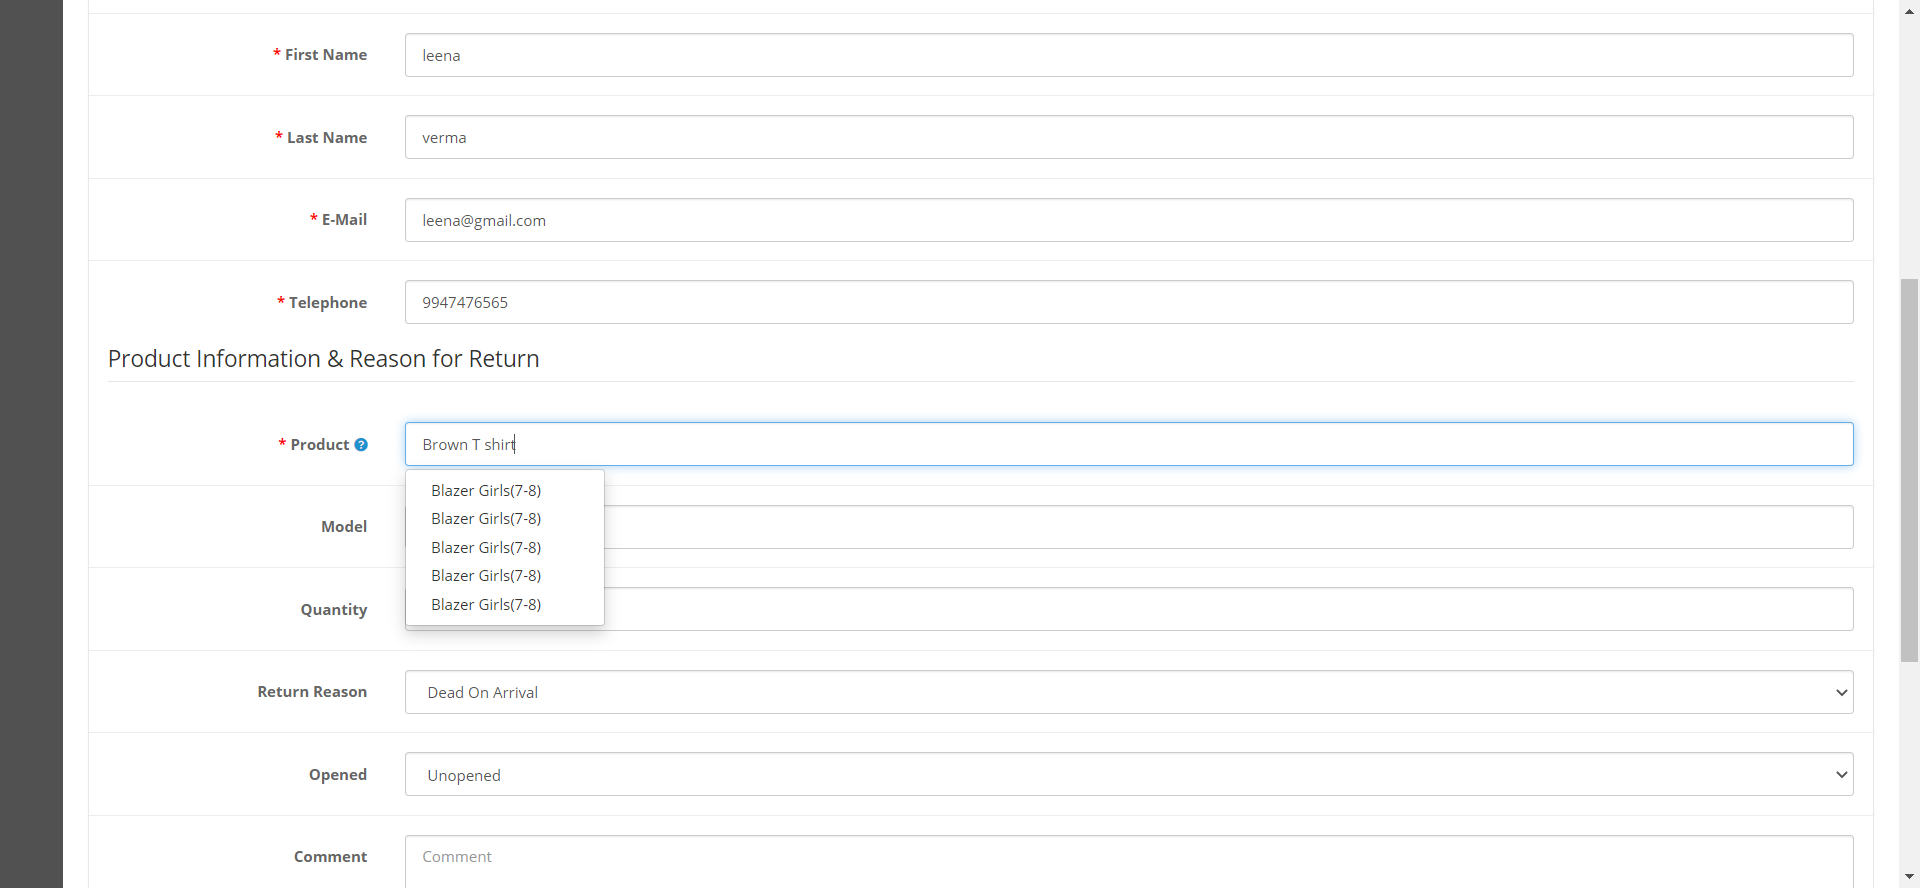 * First Name
leena
* Last Name
verma
* E-Mail
leena@gmail.com
* Telephone
9947476565
Product Information & Reason for Return
* Product ?
Brown T shirt
Blazer Girls(7-8)
Blazer Girls(7-8)
Blazer Girls(7-8)
Blazer Girls(7-8)
Blazer Girls(7-8)
Model
Quantity
Return Reason
Dead On Arrival
Opened
Unopened
Comment
Comment